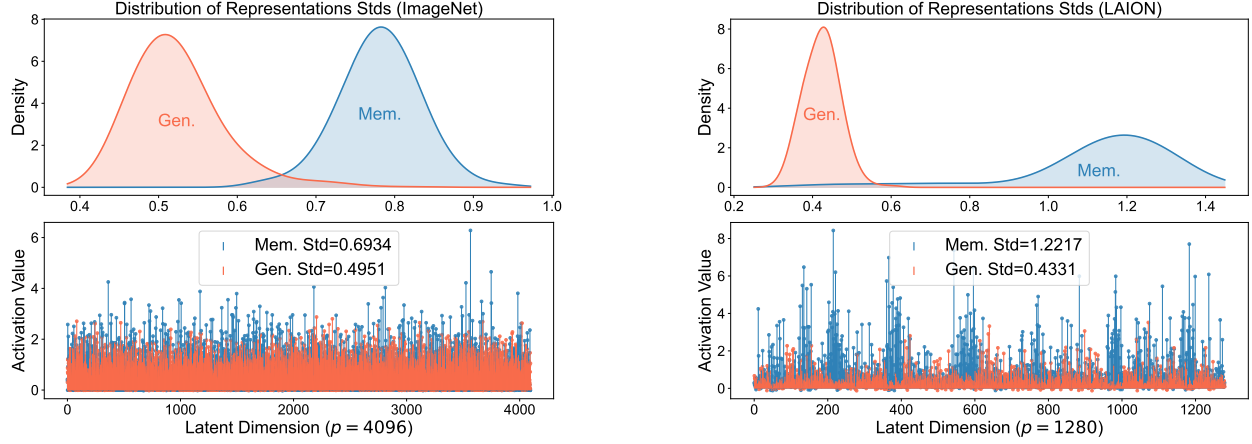 Distribution of Representations Stds (ImageNet)
Density
8
6
4
2
0
Gen.
Mem.
0.4 0.5 0.6 0.7 0.8 0.9 1.0
Activation Value
6
4
2
0
Mem. Std=0.6934
Gen. Std=0.4951
0 1000 2000 3000 4000
Latent Dimension (p = 4096)
Distribution of Representations Stds (LAION)
Density
8
6
4
2
0
Gen.
Mem.
0.2 0.4 0.6 0.8 1.0 1.2 1.4
Activation Value
8
6
4
2
0
Mem. Std=1.2217
Gen. Std=0.4331
0 200 400 600 800 1000 1200
Latent Dimension (p = 1280)